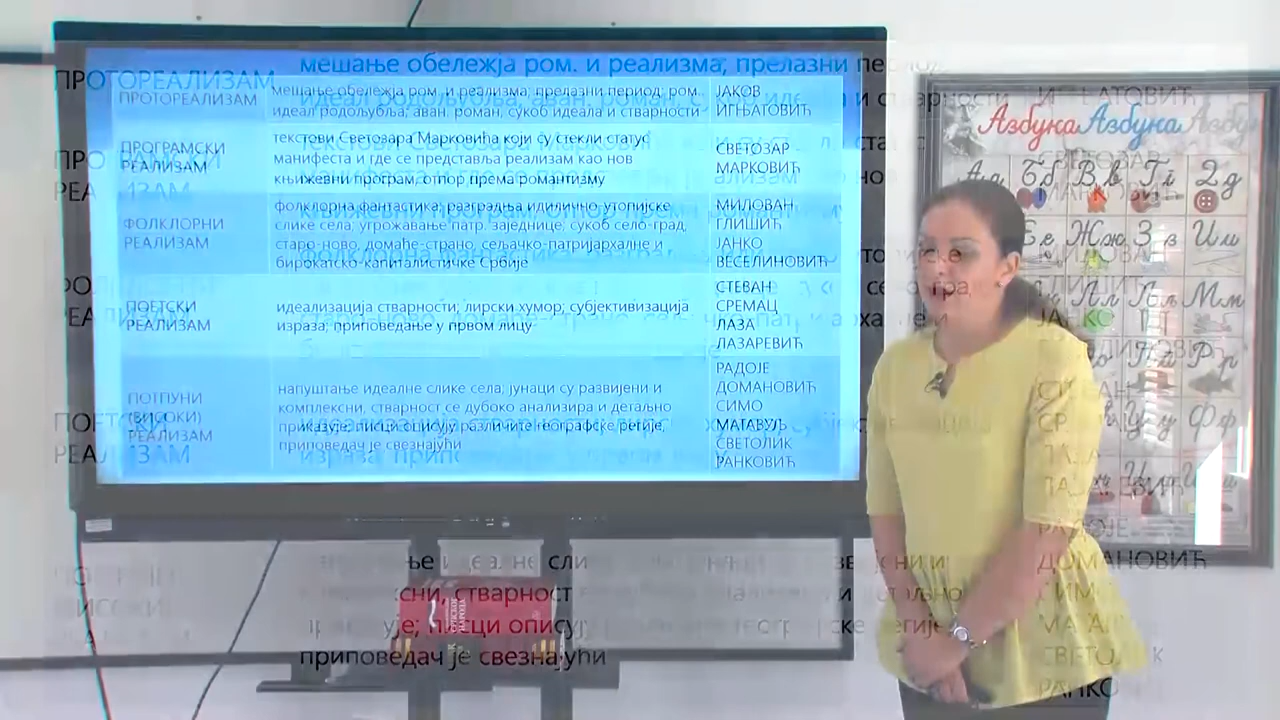 ПРОТОРЕАЛИЗАМ
мешање обележја ром. и реализма; прелазни период; ром.
идеал родољубља; аван. роман, сукоб идеала и стварности
ЈАКОВ
ИГЊАТОВИЋ
ПРОГРАМСКИ
РЕАЛИЗАМ
текстови Светозара Марковића који су стекли статус
манифеста и где се представља реализам као нов
књижевни програм, отпор према романтизму
СВЕТОЗАР
МАРКОВИЋ
ФОЛКЛОРНИ
РЕАЛИЗАМ
фолклорна фантастика; разградња идилично-утопијске
слике села; угрожавање патр. заједнице; сукоб село-град,
старо-ново, домаће-страно, сељачко-патријархалне и
бирократско-капиталистичке Србије
МИЛОВАН
ГЛИШИЋ
ЈАНКО
ВЕСЕЛИНОВИЋ
ПОЕТСКИ
РЕАЛИЗАМ
идеализација стварности; лирски хумор; субјективизација
израза; приповедање у првом лицу
СТЕВАН
СРЕМАЦ
ЛАЗА
ЛАЗАРЕВИЋ
ПОТПУНИ
(ВИСОКИ)
РЕАЛИЗАМ
напуштање идеалне слике села; јунаци су развијени и
комплексни, стварност се дубоко анализира и детаљно
приказује; писци описују различите географске регије,
приповедач је свезнајући
РАДОЈЕ
ДОМАНОВИЋ
СИМО
МАТАВУЉ
СВЕТОЛИК
РАНКОВИЋ
Азбука Азбука Азбу
Б б В в Г г Д д
Е е Ж ж З з И и
Л л Љ љ М м
Р р
У у Ф ф